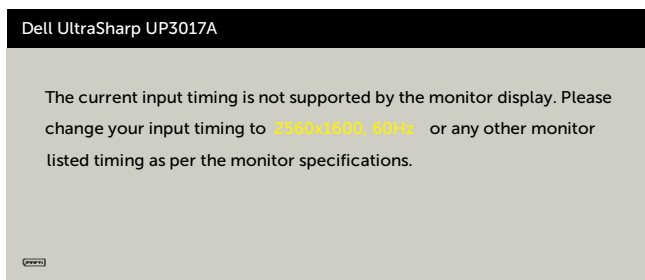 Dell UltraSharp UP3017A
The current input timing is not supported by the monitor display. Please
change your input timing to 2560x1600, 60Hz or any other monitor
listed timing as per the monitor specifications.